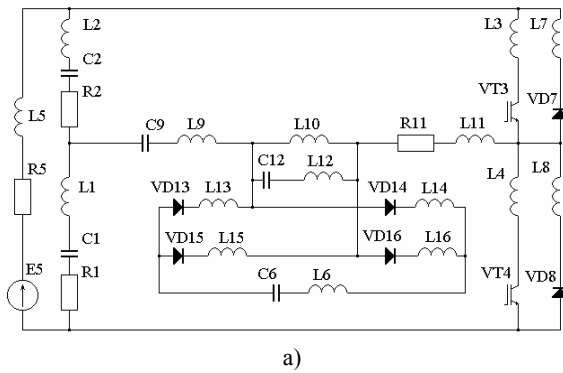 L2 L3 L7
C2
R2 VT3 VD7
L5 C9 L9 L10 R11 L11
C12 L12
R5 L1 L4 L8
VD13 L13 VD14 L14
VD15 L15 VD16 L16
C1
E5 R1 C6 L6 VT4 VD8
a)